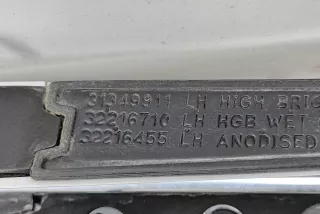 31349911 LH HIGH BRIG
32216710 LH HGB WET
32216455 LH ANODISED